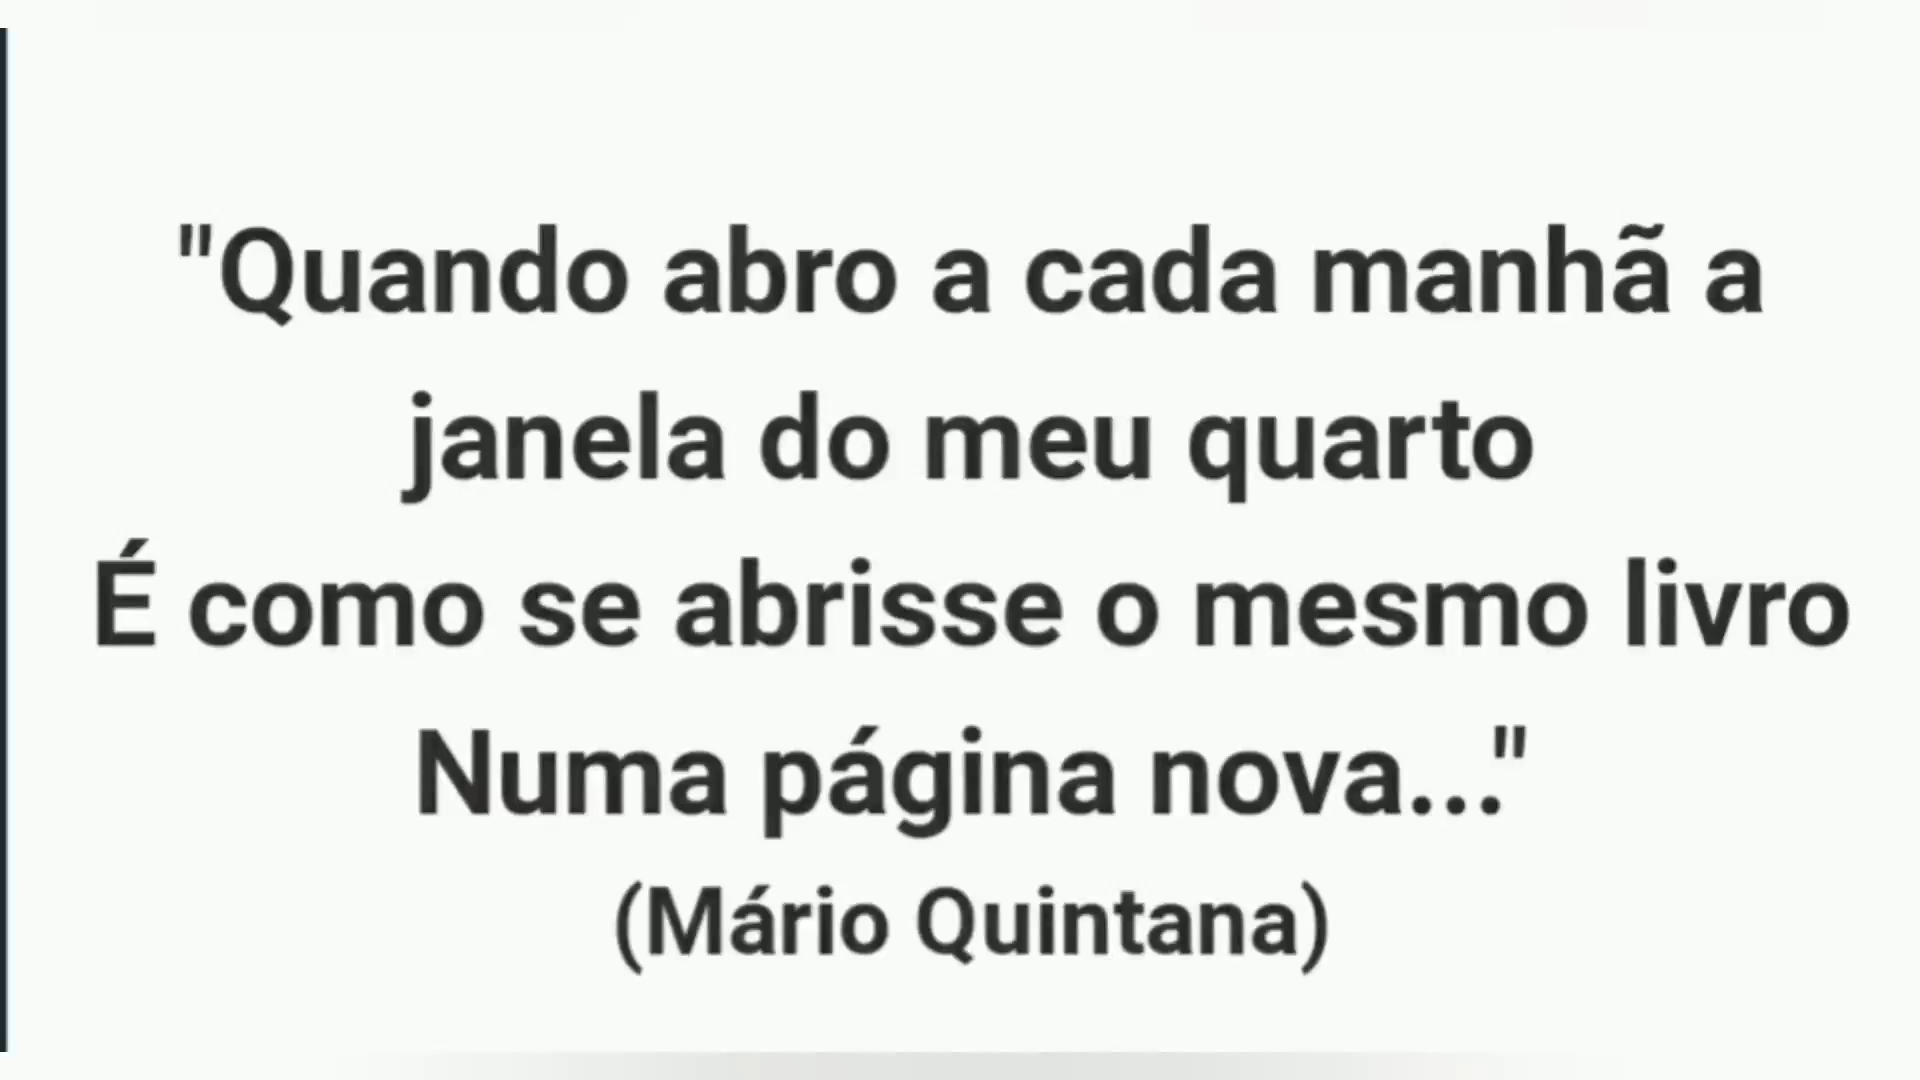 "Quando abro a cada manhã a
janela do meu quarto
É como se abrisse o mesmo livro
Numa página nova..."
(Mário Quintana)